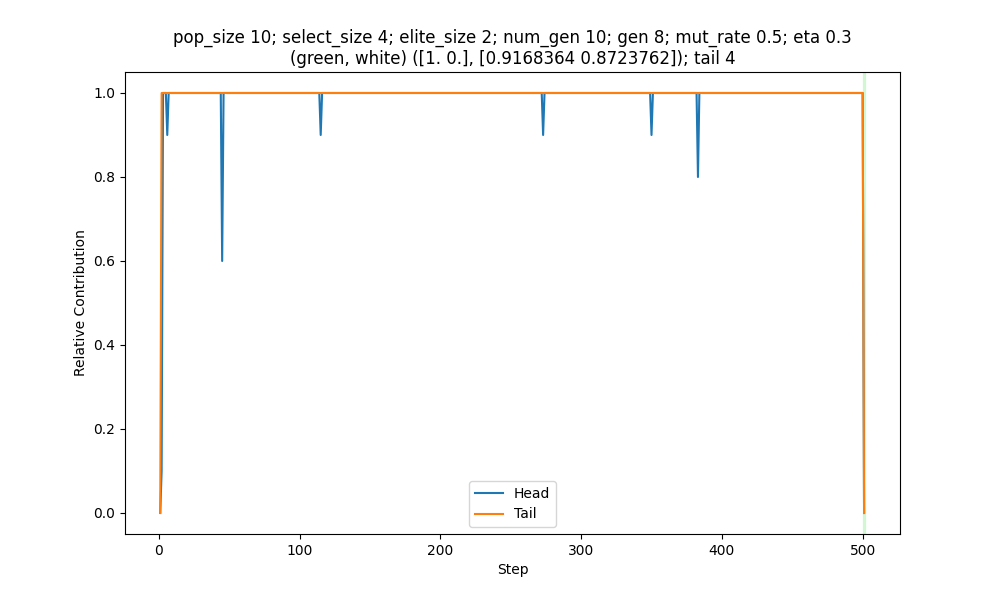 pop_size 10; select_size 4; elite_size 2; num_gen 10; gen 8; mut_rate 0.5; eta 0.3
(green, white) ([1. 0.], [0.9168364 0.8723762]); tail 4
1.0
0.8
0.6
0.4
0.2
0.0
Relative Contribution
Head
Tail
0
100
200
300
400
500
Step